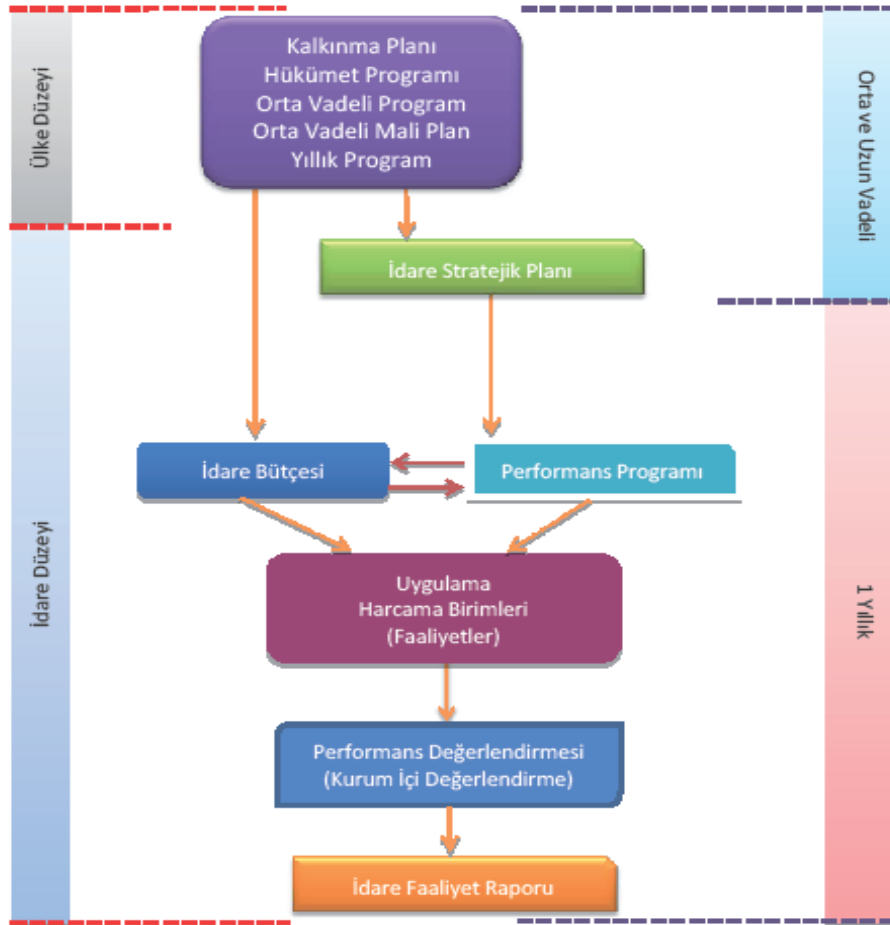 Ülke Düzeyi
Kalkınma Planı
Hükümet Programı
Orta Vadeli Program
Orta Vadeli Mali Plan
Yıllık Program
Orta ve Uzun Vadeli
İdare Stratejik Planı
İdare Düzeyi
İdare Bütçesi
Performans Programı
1 Yıllık
Uygulama
Harcama Birimleri
(Faaliyetler)
Performans Değerlendirmesi
(Kurum İçi Değerlendirme)
İdare Faaliyet Raporu